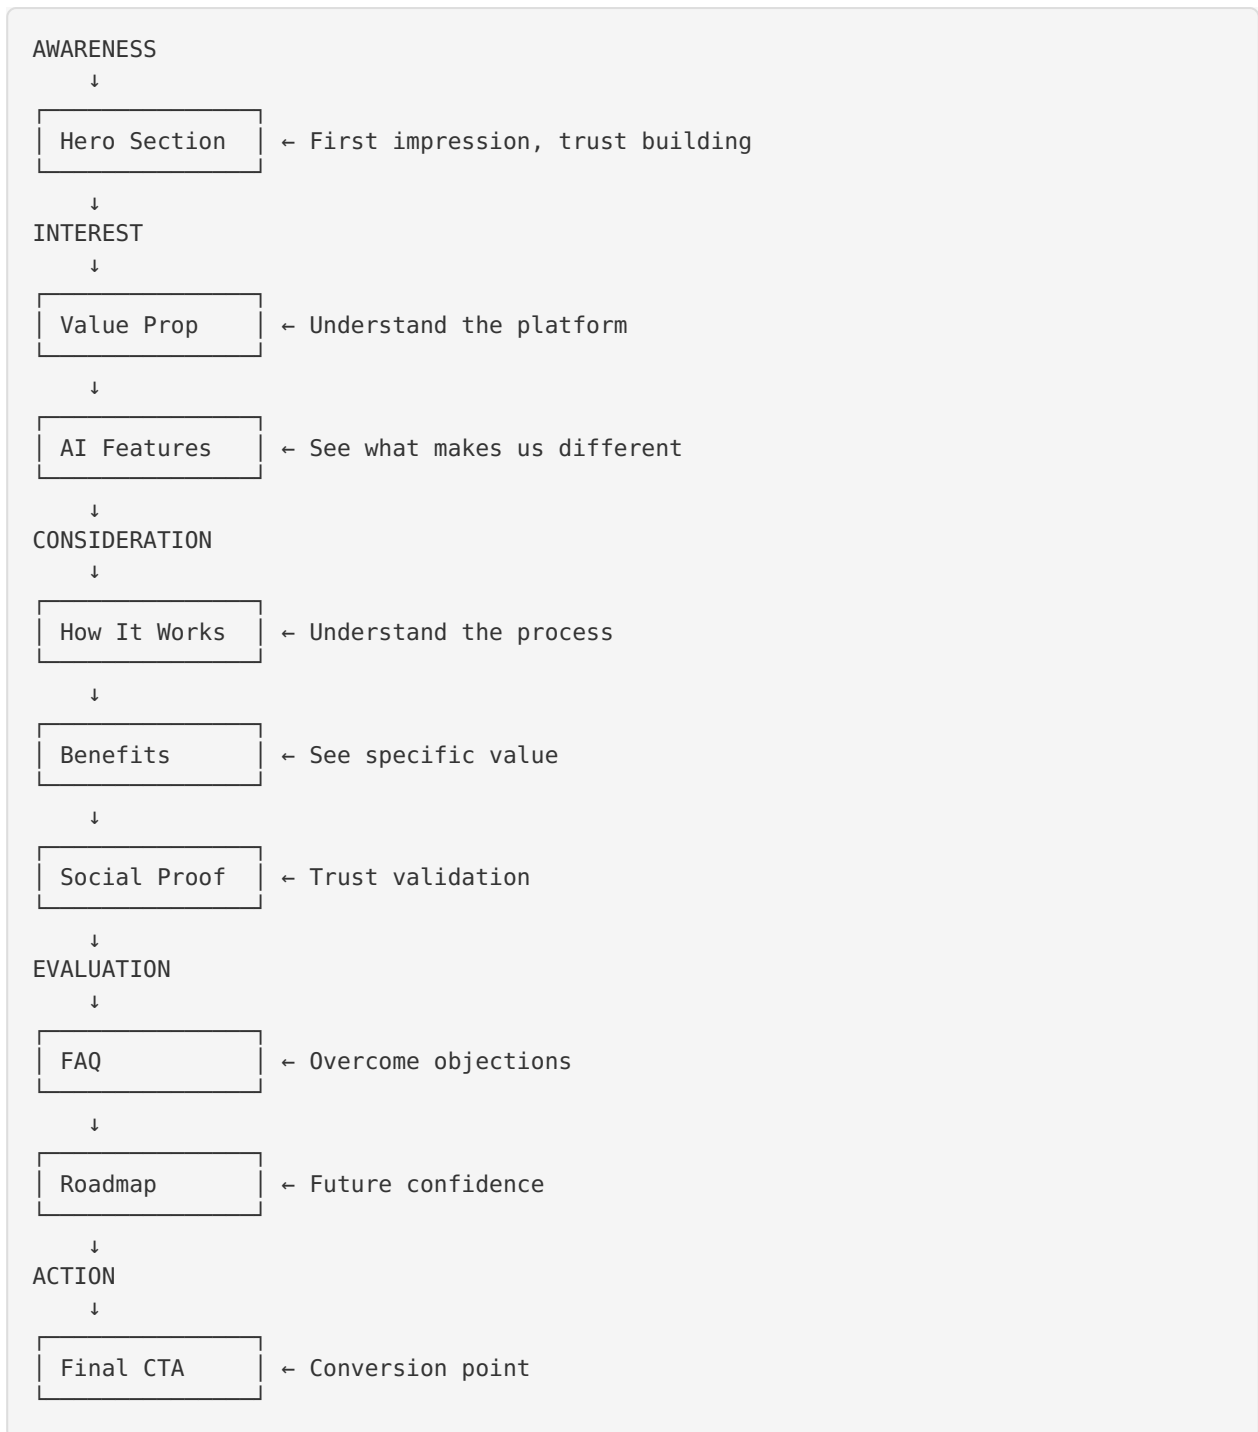 AWARENESS
↓
Hero Section ← First impression, trust building
↓
INTEREST
↓
Value Prop ← Understand the platform
↓
AI Features ← See what makes us different
↓
CONSIDERATION
↓
How It Works ← Understand the process
↓
Benefits ← See specific value
↓
Social Proof ← Trust validation
↓
EVALUATION
↓
FAQ ← Overcome objections
↓
Roadmap ← Future confidence
↓
ACTION
↓
Final CTA ← Conversion point